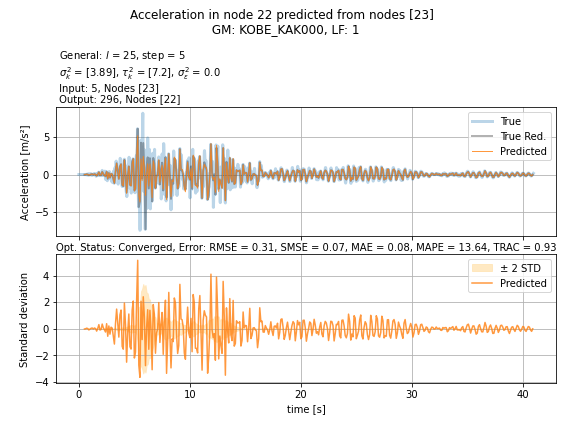 Acceleration in node 22 predicted from nodes [23]
GM: KOBE_KAK000, LF: 1
General: l = 25, step = 5
σ²ₖ = [3.89], τ²ₖ = [7.2], σ²ε = 0.0
Input: 5, Nodes [23]
Output: 296, Nodes [22]
Acceleration [m/s²]
5
0
−5
True
True Red.
Predicted
Opt. Status: Converged, Error: RMSE = 0.31, SMSE = 0.07, MAE = 0.08, MAPE = 13.64, TRAC = 0.93
Standard deviation
4
2
0
−2
−4
± 2 STD
Predicted
0
10
20
30
40
time [s]